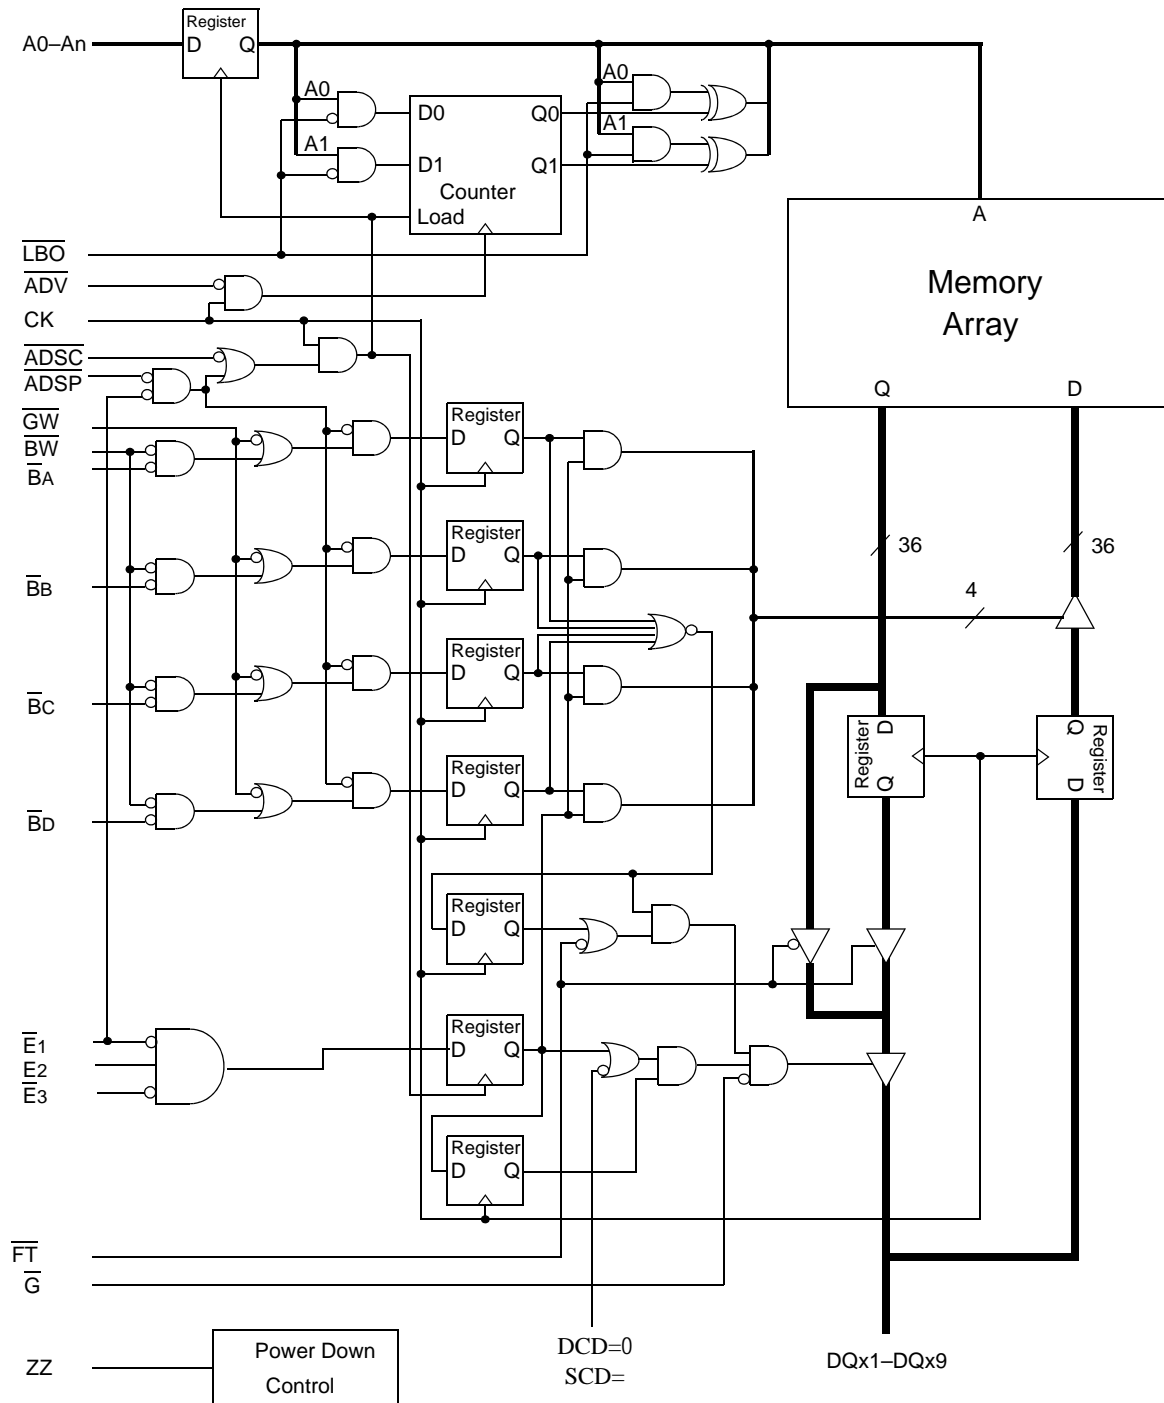 Register
A0–An
D Q
A0
A0
D0 Q0
A1
A1
D1 Q1
Counter
Load
A
LBO
ADV
CK
Memory
Array
ADSC
ADSP
Q D
GW
BW
BA
Register
D Q
Register
D Q
36 36
BB
4
Register
D Q
BC
Register
D Q
D
Register
Q
Q
Register
D
BD
Register
D Q
E1
E2
E3
Register
D Q
Register
D Q
FT
G
ZZ
Power Down
Control
DCD=0
SCD=
DQx1–DQx9